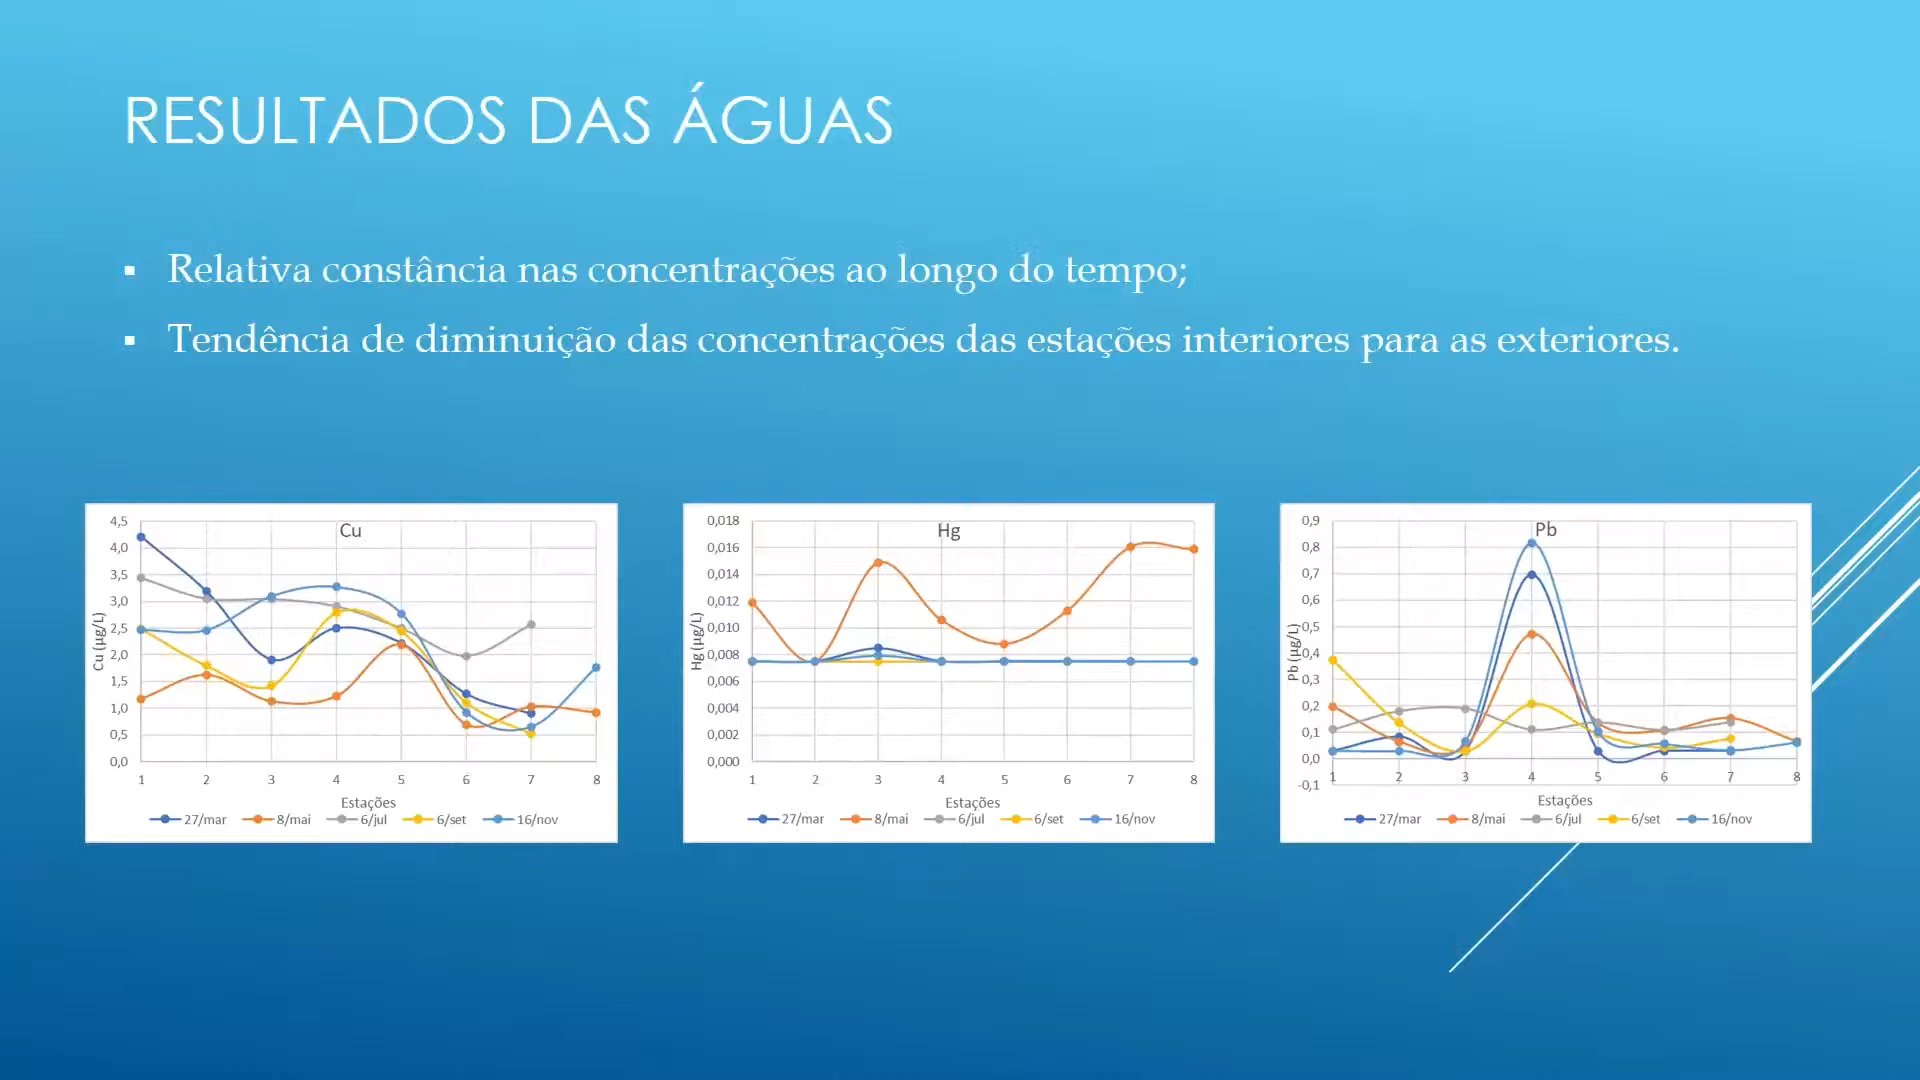 RESULTADOS DAS ÁGUAS
▪ Relativa constância nas concentrações ao longo do tempo;
▪ Tendência de diminuição das concentrações das estações interiores para as exteriores.
Cu
4,5
4,0
3,5
3,0
2,5
2,0
1,5
1,0
0,5
0,0
Cu (µg/L)
1 2 3 4 5 6 7 8
Estações
27/mar 8/mai 6/jul 6/set 16/nov
Hg
0,018
0,016
0,014
0,012
0,010
0,008
0,006
0,004
0,002
0,000
Hg (µg/L)
1 2 3 4 5 6 7 8
Estações
27/mar 8/mai 6/jul 6/set 16/nov
Pb
0,9
0,8
0,7
0,6
0,5
0,4
0,3
0,2
0,1
0,0
-0,1
Pb (µg/L)
1 2 3 4 5 6 7 8
Estações
27/mar 8/mai 6/jul 6/set 16/nov